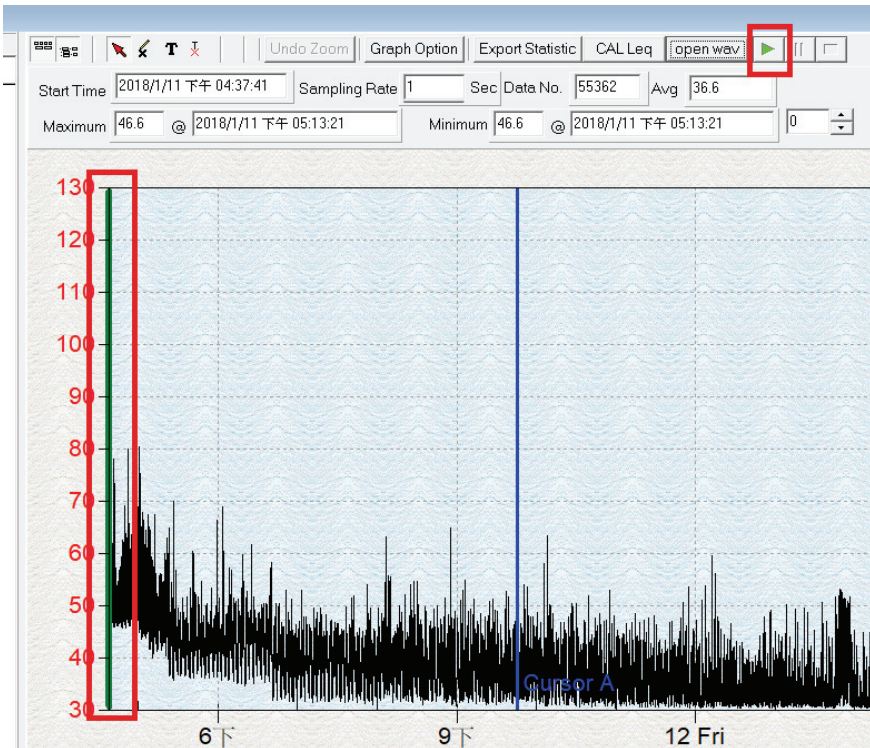 T
Undo Zoom Graph Option Export Statistic CAL Leq open wav
Start Time 2018/1/11 下午 04:37:41 Sampling Rate 1 Sec Data No. 55362 Avg 36.6
Maximum 46.6 @ 2018/1/11 下午 05:13:21 Minimum 46.6 @ 2018/1/11 下午 05:13:21 0
130
120
110
100
90
80
70
60
50
40
Cursor A
30
6下 9下 12 Fri